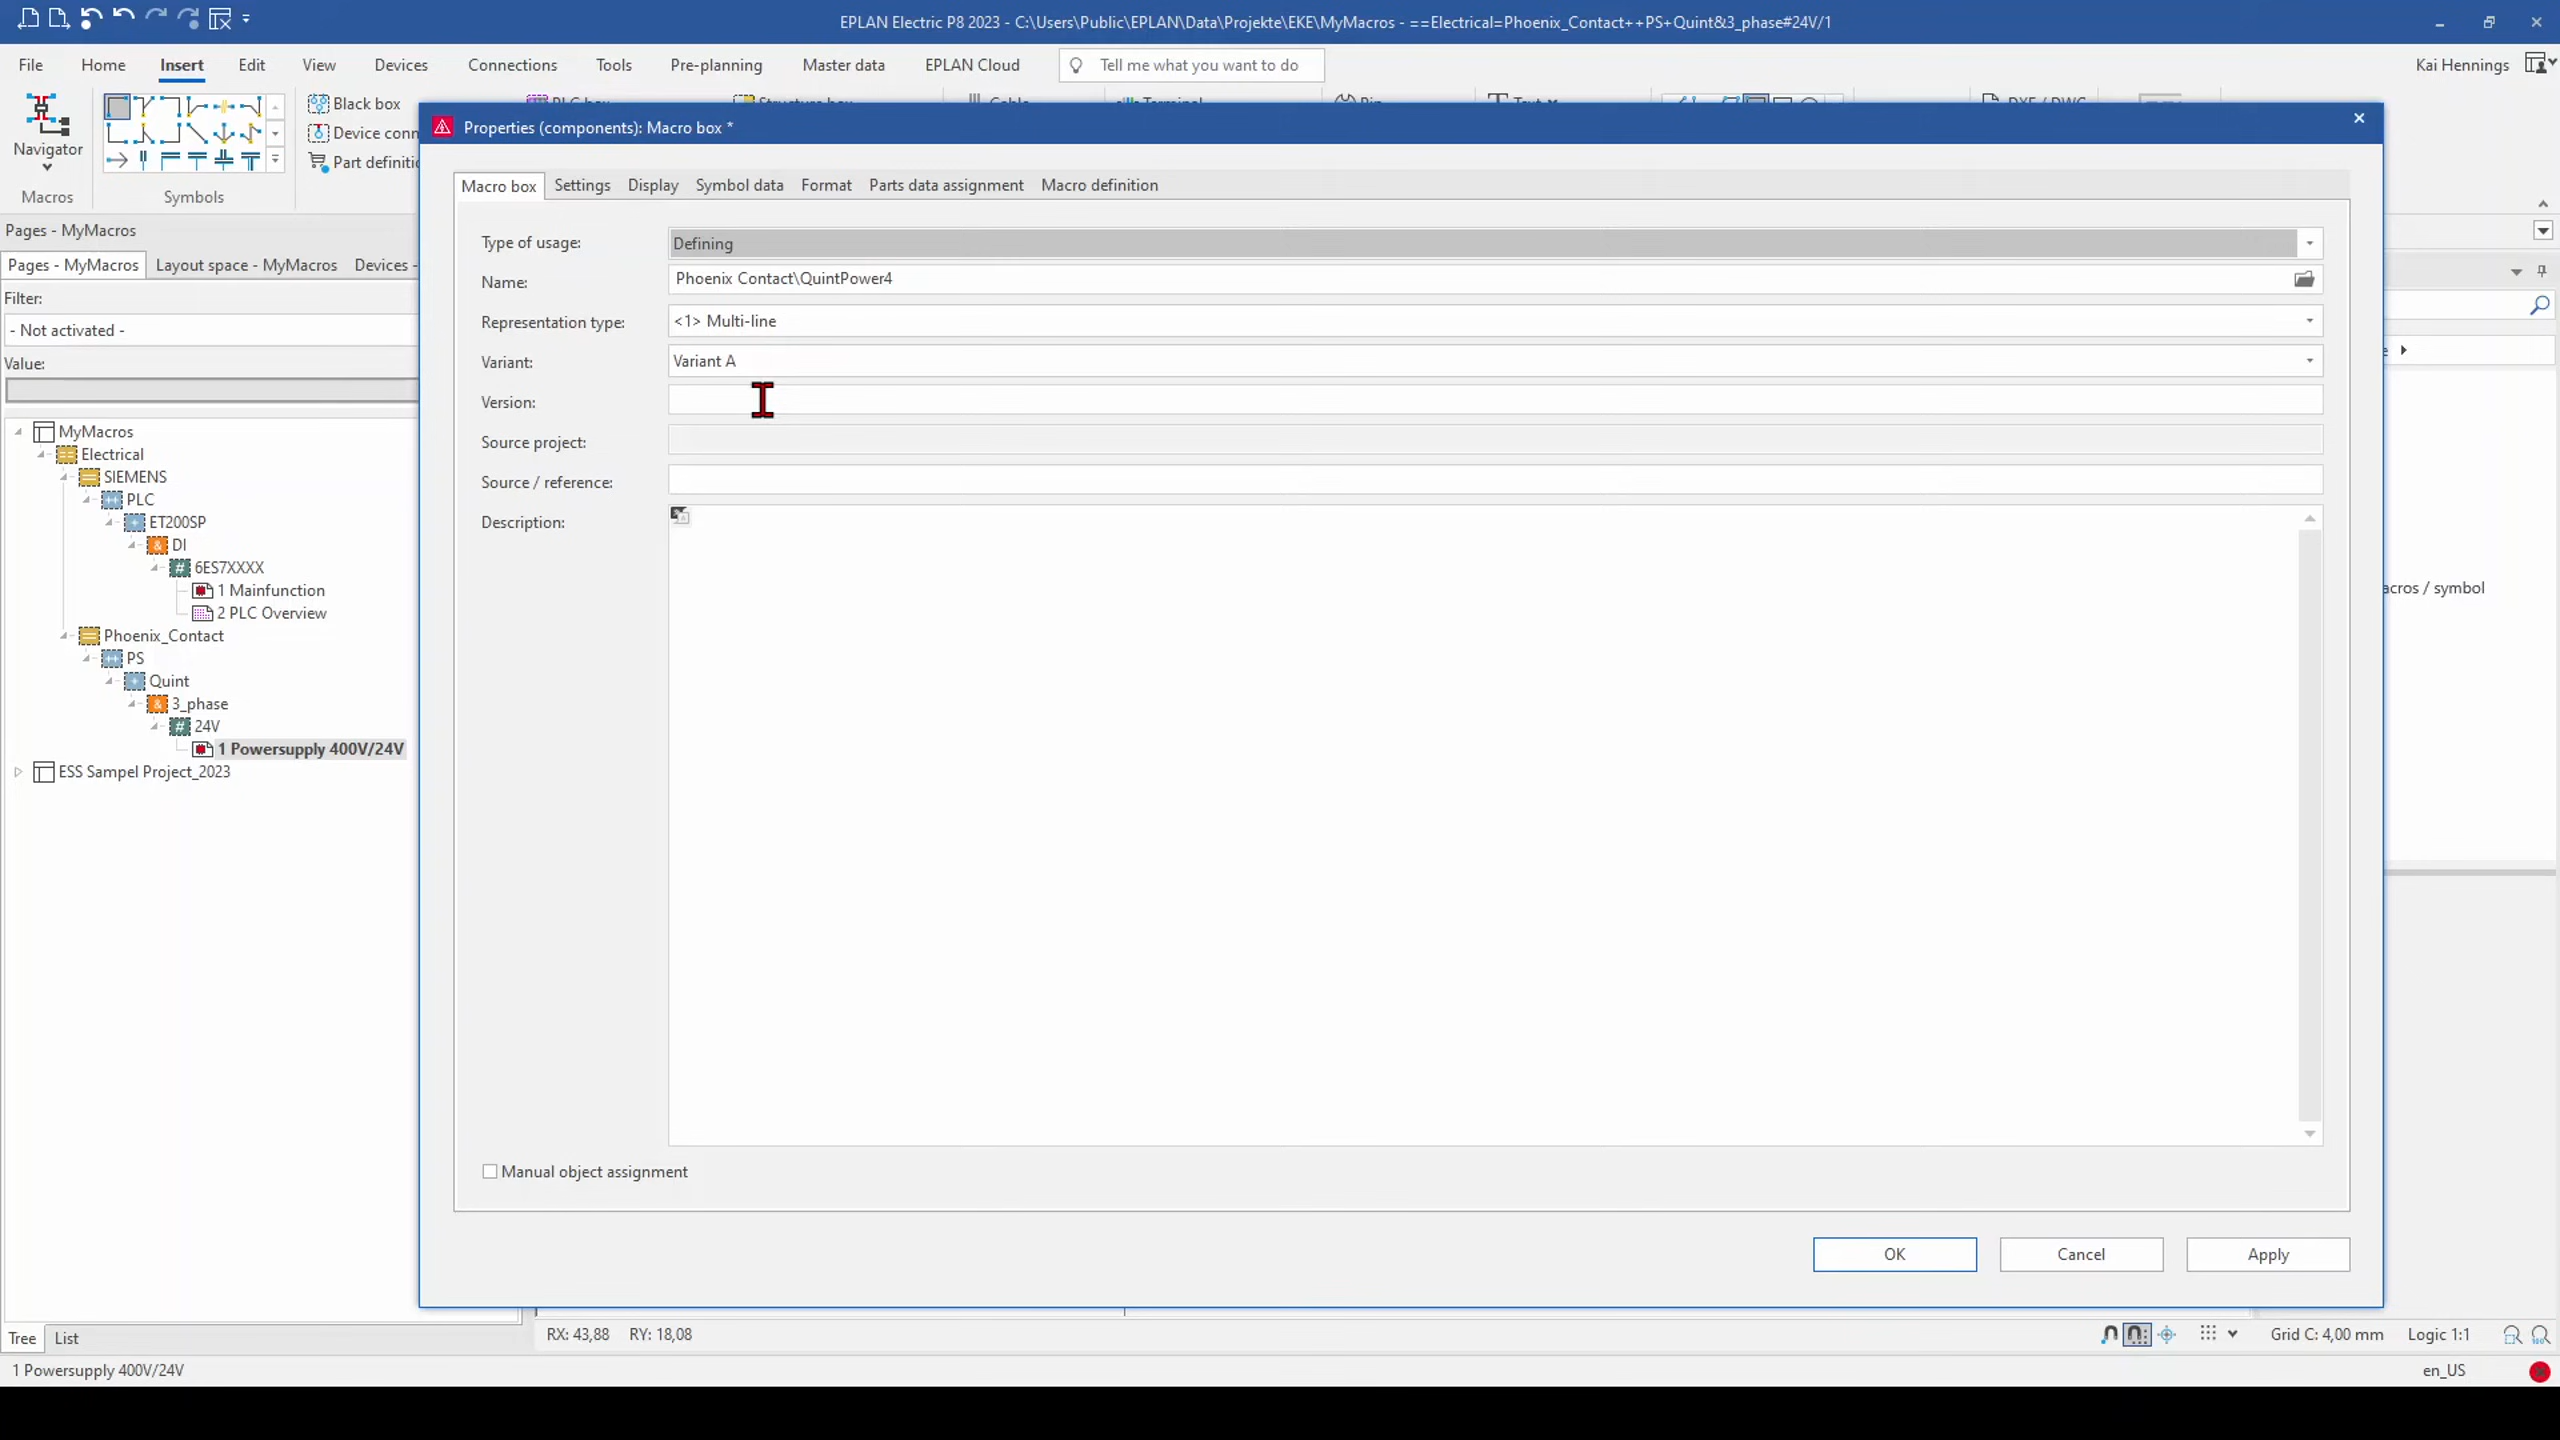 EPLAN Electric P8 2023 - C:\Users\Public\EPLAN\Data\Projekte\EKE\MyMacros - ==Electrical=Phoenix_Contact++PS+Quint&3_phase#24V/1
File Home Insert Edit View Devices Connections Tools Pre-planning Master data EPLAN Cloud Tell me what you want to do Kai Hennings
Black box
Navigator
Device conn
Part definitio
Macros Symbols
Properties (components): Macro box *
Pages - MyMacros
Pages - MyMacros Layout space - MyMacros Devices -
Filter:
- Not activated -
Value:
MyMacros
Electrical
SIEMENS
PLC
ET200SP
DI
6ES7XXXX
1 Mainfunction
2 PLC Overview
Phoenix_Contact
PS
Quint
3_phase
24V
1 Powersupply 400V/24V
ESS Sampel Project_2023
Macro box Settings Display Symbol data Format Parts data assignment Macro definition
Type of usage: Defining
Name: Phoenix Contact\QuintPower4
Representation type: <1> Multi-line
Variant: Variant A
Version:
Source project:
Source / reference:
Description:
Manual object assignment
OK Cancel Apply
acros / symbol
Tree List
RX: 43,88 RY: 18,08
Grid C: 4,00 mm Logic 1:1
1 Powersupply 400V/24V
en_US